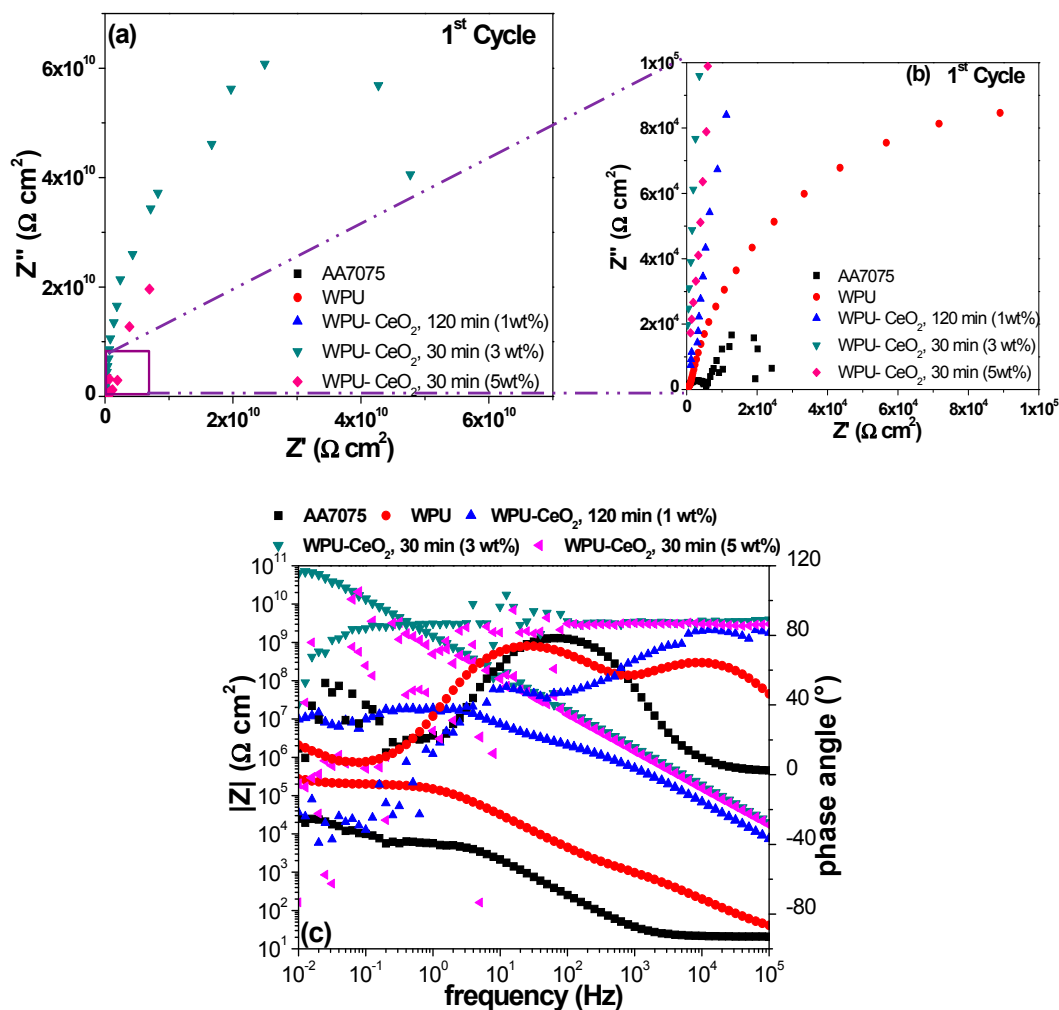 (a)
1st Cycle
6x10^10
4x10^10
2x10^10
0
Z'' (Ω cm²)
AA7075
WPU
WPU- CeO₂, 120 min (1wt%)
WPU- CeO₂, 30 min (3 wt%)
WPU- CeO₂, 30 min (5wt%)
0 2x10^10 4x10^10 6x10^10
Z' (Ω cm²)
(b) 1st Cycle
1x10^5
8x10^4
6x10^4
4x10^4
2x10^4
0
Z'' (Ω cm²)
AA7075
WPU
WPU- CeO₂, 120 min (1wt%)
WPU- CeO₂, 30 min (3 wt%)
WPU- CeO₂, 30 min (5wt%)
0 2x10^4 4x10^4 6x10^4 8x10^4 1x10^5
Z' (Ω cm²)
AA7075 WPU WPU-CeO₂, 120 min (1 wt%)
WPU-CeO₂, 30 min (3 wt%) WPU-CeO₂, 30 min (5 wt%)
10^11
10^10
10^9
10^8
10^7
10^6
10^5
10^4
10^3
10^2
10^1
|Z| (Ω cm²)
120
80
40
0
-40
-80
phase angle (°)
(c)
10^-2 10^-1 10^0 10^1 10^2 10^3 10^4 10^5
frequency (Hz)